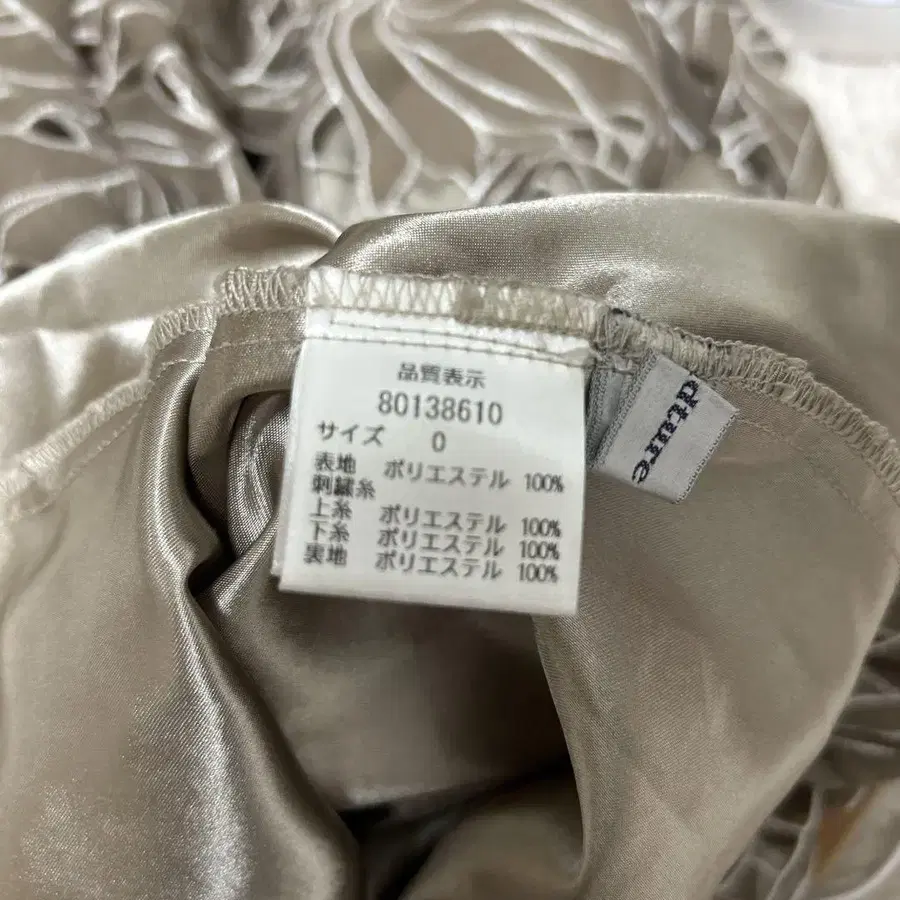 品質表示
80138610
サイズ 0
表地 ポリエステル 100%
刺繍糸
上糸 ポリエステル 100%
下糸 ポリエステル 100%
裏地 ポリエステル 100%
dture